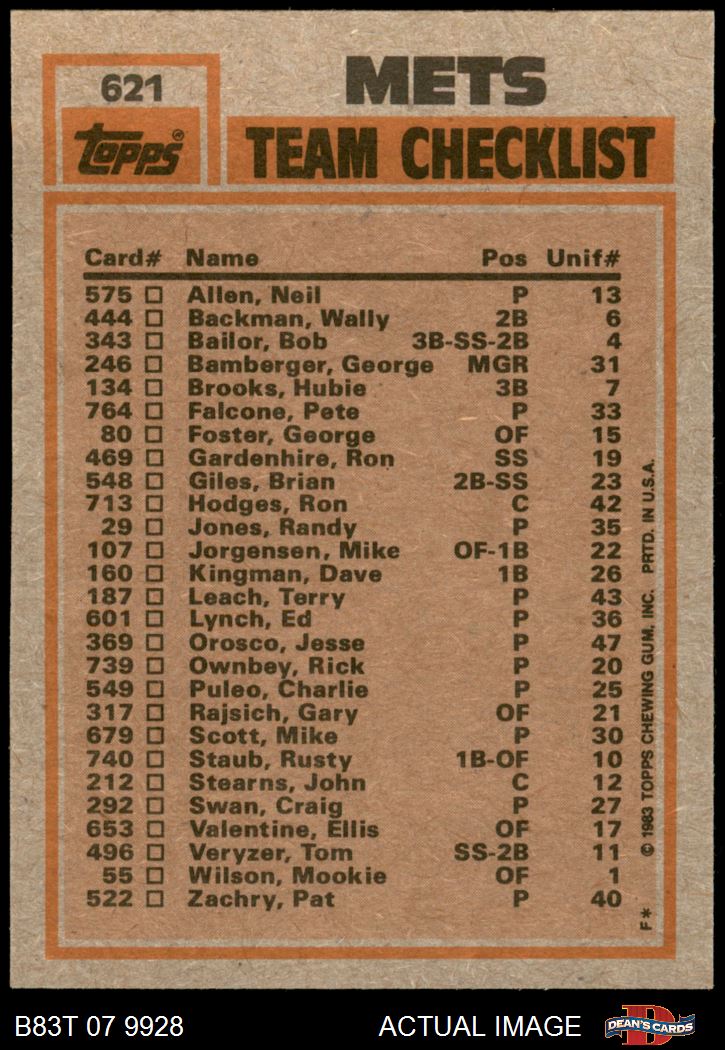 621
METS
Topps®
TEAM CHECKLIST
Card# Name Pos Unif#
575 Allen, Neil P 13
444 Backman, Wally 2B 6
343 Bailor, Bob 3B-SS-2B 4
246 Bamberger, George MGR 31
134 Brooks, Hubie 3B 7
764 Falcone, Pete P 33
80 Foster, George OF 15
469 Gardenhire, Ron SS 19
548 Giles, Brian 2B-SS 23
713 Hodges, Ron C 42
29 Jones, Randy P 35
107 Jorgensen, Mike OF-1B 22
160 Kingman, Dave 1B 26
187 Leach, Terry P 43
601 Lynch, Ed P 36
369 Orosco, Jesse P 47
739 Ownbey, Rick P 20
549 Puleo, Charlie P 25
317 Rajsich, Gary OF 21
679 Scott, Mike P 30
740 Staub, Rusty 1B-OF 10
212 Stearns, John C 12
292 Swan, Craig P 27
653 Valentine, Ellis OF 17
496 Veryzer, Tom SS-2B 11
55 Wilson, Mookie OF 1
522 Zachry, Pat P 40
F* © 1983 TOPPS CHEWING GUM, INC. PRTD. IN U.S.A.
B83T 07 9928 ACTUAL IMAGE
D
DEAN'S CARDS